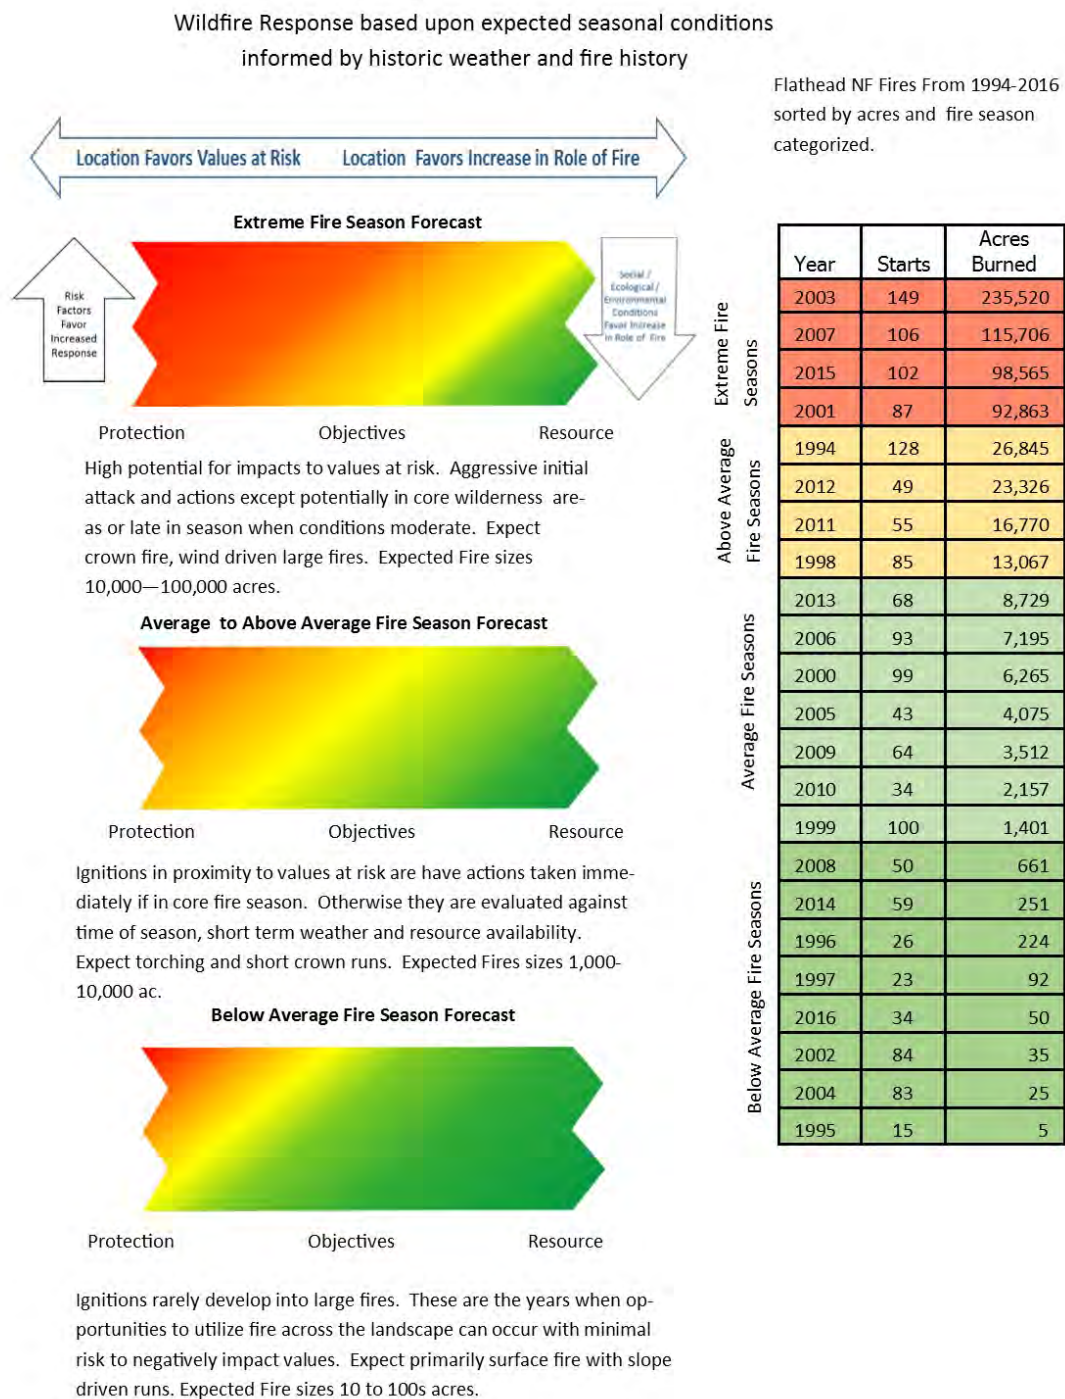 Wildfire Response based upon expected seasonal conditions
informed by historic weather and fire history
Flathead NF Fires From 1994-2016
sorted by acres and fire season
categorized.
Location Favors Values at Risk
Location Favors Increase in Role of Fire
Extreme Fire Season Forecast
Risk
Factors
Favor
Increased
Response
Social /
Ecological /
Environmental
Conditions
Favor Increase
in Role of Fire
Protection Objectives Resource
High potential for impacts to values at risk. Aggressive initial
attack and actions except potentially in core wilderness are-
as or late in season when conditions moderate. Expect
crown fire, wind driven large fires. Expected Fire sizes
10,000—100,000 acres.
Average to Above Average Fire Season Forecast
Protection Objectives Resource
Ignitions in proximity to values at risk are have actions taken imme-
diately if in core fire season. Otherwise they are evaluated against
time of season, short term weather and resource availability.
Expect torching and short crown runs. Expected Fires sizes 1,000-
10,000 ac.
Below Average Fire Season Forecast
Protection Objectives Resource
Ignitions rarely develop into large fires. These are the years when op-
portunities to utilize fire across the landscape can occur with minimal
risk to negatively impact values. Expect primarily surface fire with slope
driven runs. Expected Fire sizes 10 to 100s acres.
Year Starts Acres Burned
Extreme Fire
Seasons
2003 149 235,520
2007 106 115,706
2015 102 98,565
2001 87 92,863
Above Average
Fire Seasons
1994 128 26,845
2012 49 23,326
2011 55 16,770
1998 85 13,067
Average Fire Seasons
2013 68 8,729
2006 93 7,195
2000 99 6,265
2005 43 4,075
2009 64 3,512
2010 34 2,157
1999 100 1,401
Below Average Fire Seasons
2008 50 661
2014 59 251
1996 26 224
1997 23 92
2016 34 50
2002 84 35
2004 83 25
1995 15 5